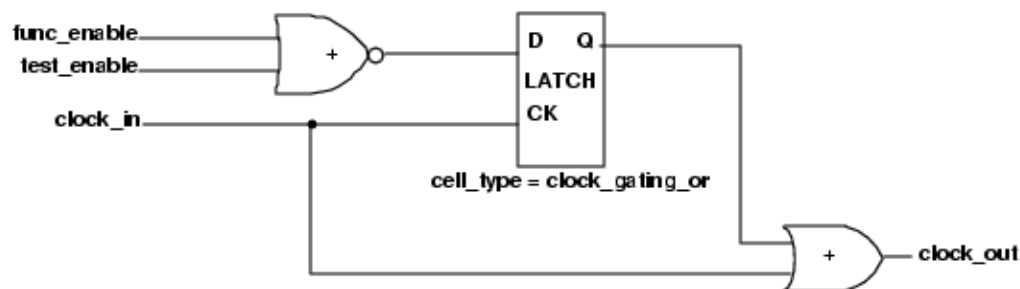 func_enable
test_enable
clock_in
+
D Q
LATCH
CK
cell_type = clock_gating_or
+
clock_out